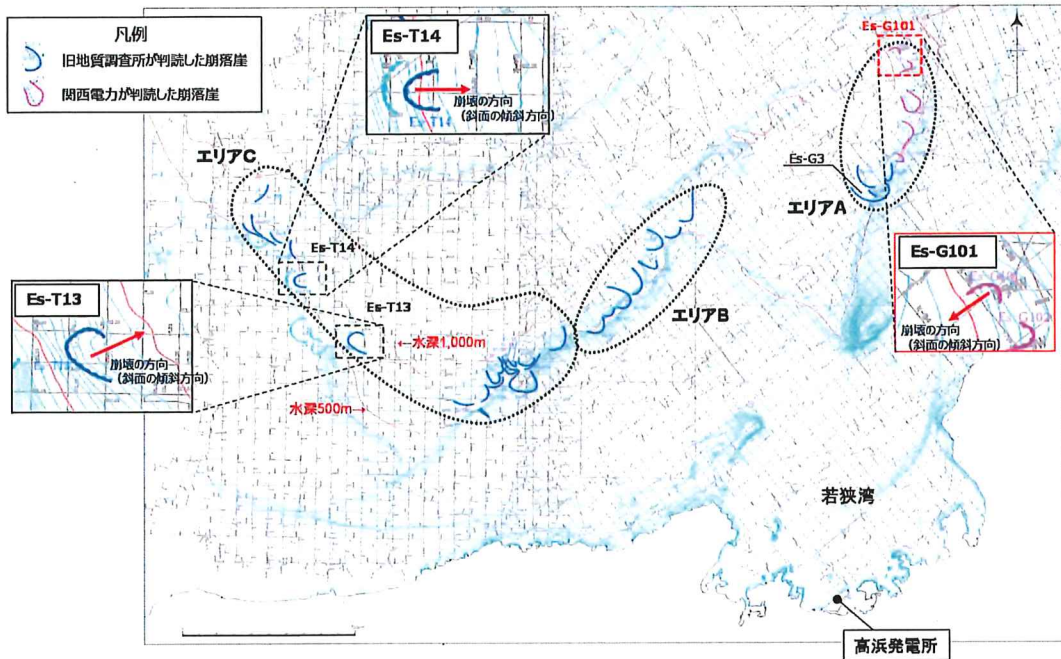 凡例
旧地質調査所が判読した崩落崖
関西電力が判読した崩落崖
Es-T14
崩壊の方向
(斜面の傾斜方向)
Es-T14
Es-G101
エリアC
Es-G3
エリアA
Es-T14
Es-G101
崩壊の方向
(斜面の傾斜方向)
Es-T13
崩壊の方向
(斜面の傾斜方向)
Es-T13
←水深1,000m
エリアB
水深500m→
若狭湾
高浜発電所